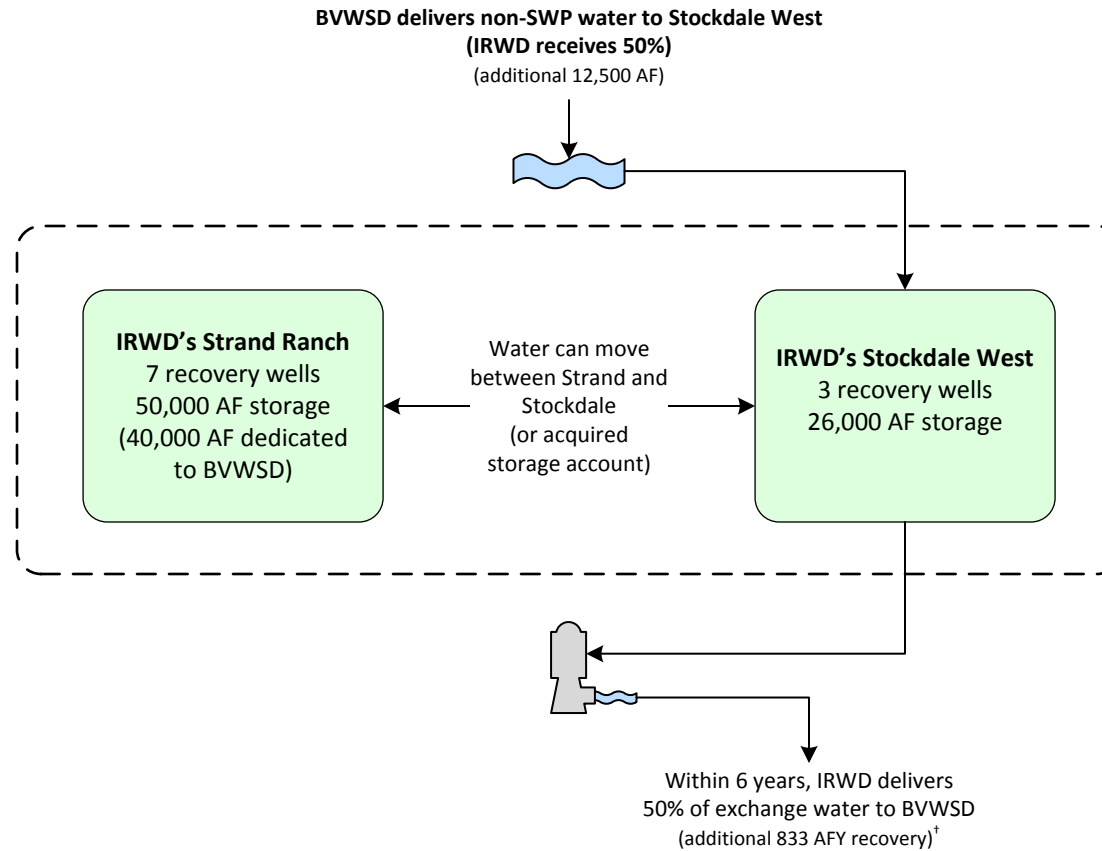 BVWSD delivers non-SWP water to Stockdale West
(IRWD receives 50%)
(additional 12,500 AF)
IRWD’s Strand Ranch
7 recovery wells
50,000 AF storage
(40,000 AF dedicated
to BVWSD)
Water can move
between Strand and
Stockdale
(or acquired
storage account)
IRWD’s Stockdale West
3 recovery wells
26,000 AF storage
Within 6 years, IRWD delivers
50% of exchange water to BVWSD
(additional 833 AFY recovery)†